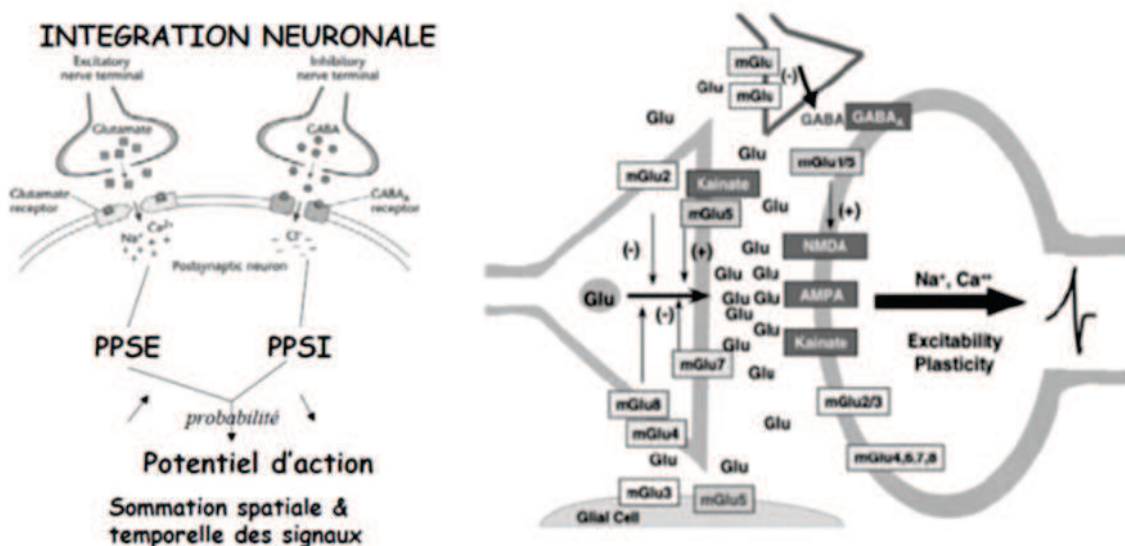 INTEGRATION NEURONALE
Excitatory
nerve terminal
Inhibitory
nerve terminal
Glutamate
GABA
Glutamate
receptor
GABAA
receptor
Na+
Ca2+
Cl-
Postsynaptic neuron
PPSE
PPSI
probabilité
Potentiel d'action
Sommation spatiale &
temporelle des signaux
mGlu
(-)
Glu
mGlu
GABA
GABAA
Glu
Glu
mGlu1/5
mGlu2
Kainate
mGlu5
Glu
(+)
(-)
(+)
Glu
NMDA
Glu
Glu
Glu
Glu
Glu
AMPA
Na+, Ca++
(-)
Glu
Glu
Glu
Kainate
Excitability
Plasticity
mGlu7
Glu
mGlu8
mGlu2/3
mGlu4
Glu
mGlu4,6,7,8
Glu
Glu
mGlu3
mGlu5
Glial Cell